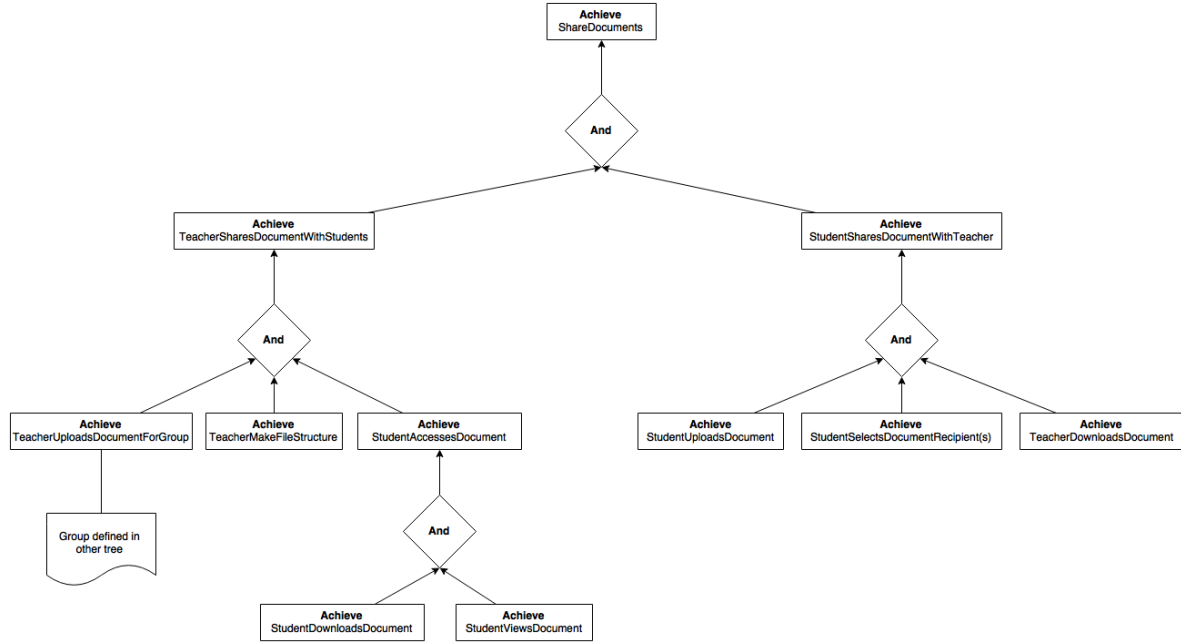 Achieve
ShareDocuments
And
Achieve
TeacherSharesDocumentWithStudents
Achieve
StudentSharesDocumentWithTeacher
And
And
Achieve
TeacherUploadsDocumentForGroup
Achieve
TeacherMakeFileStructure
Achieve
StudentAccessesDocument
Achieve
StudentUploadsDocument
Achieve
StudentSelectsDocumentRecipient(s)
Achieve
TeacherDownloadsDocument
Group defined in
other tree
And
Achieve
StudentDownloadsDocument
Achieve
StudentViewsDocument